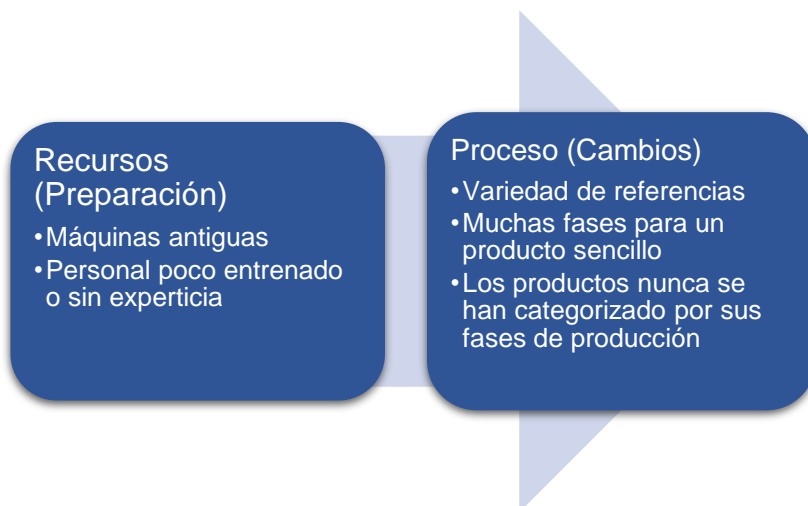 Recursos
(Preparación)
•Máquinas antiguas
•Personal poco entrenado
o sin experticia
Proceso (Cambios)
•Variedad de referencias
•Muchas fases para un
producto sencillo
•Los productos nunca se
han categorizado por sus
fases de producción